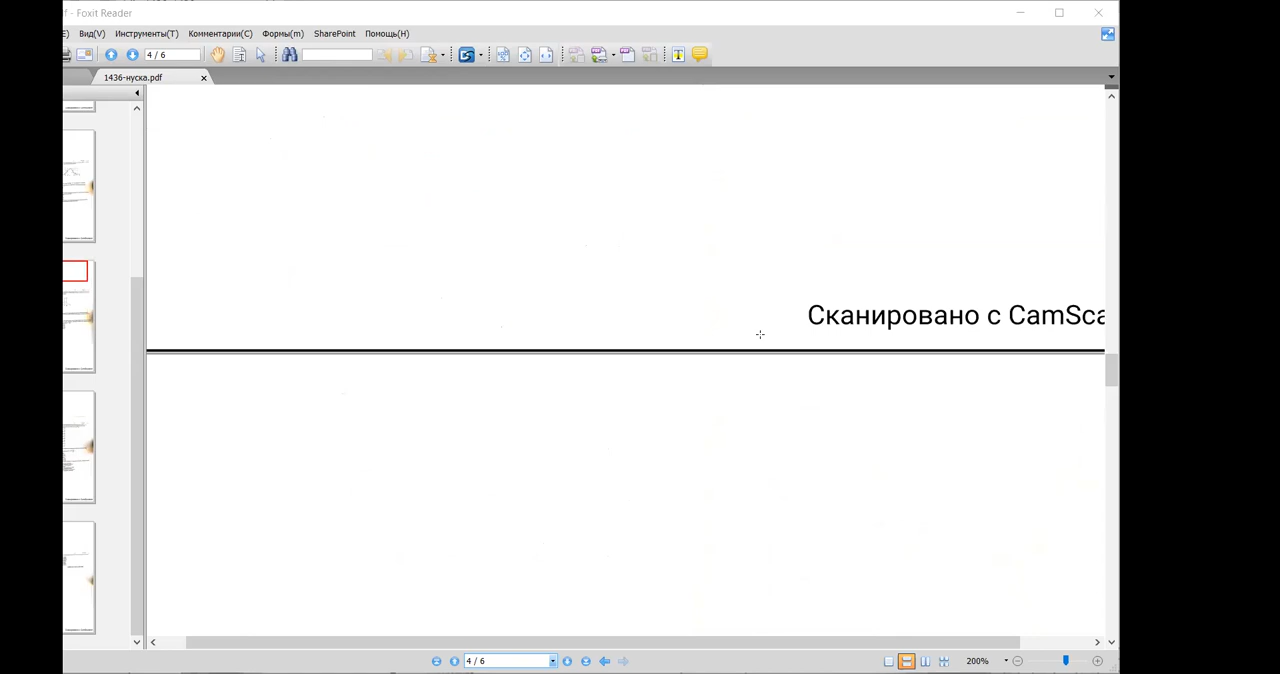 - Foxit Reader
Вид(V) Инструменты(T) Комментарии(C) Формы(m) SharePoint Помощь(H)
4 / 6
1436-нуска.pdf
Сканировано с CamSca
4 / 6
200%